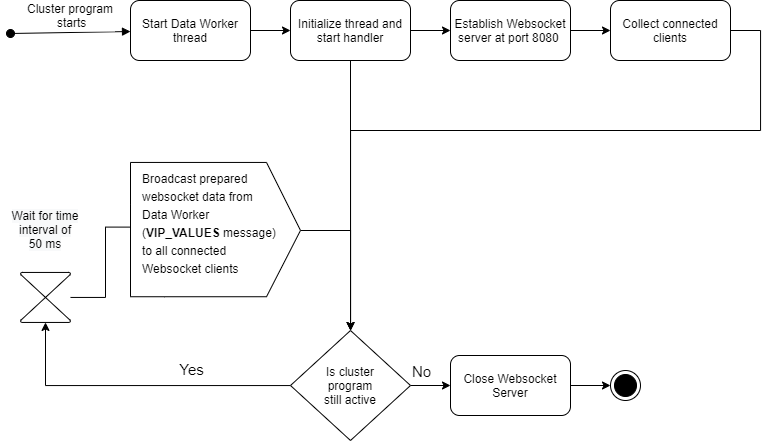 Cluster program
starts
Start Data Worker
thread
Initialize thread and
start handler
Establish Websocket
server at port 8080
Collect connected
clients
Broadcast prepared
websocket data from
Data Worker
(VIP_VALUES message)
to all connected
Websocket clients
Wait for time
interval of
50 ms
Is cluster
program
still active
Yes
No
Close Websocket
Server